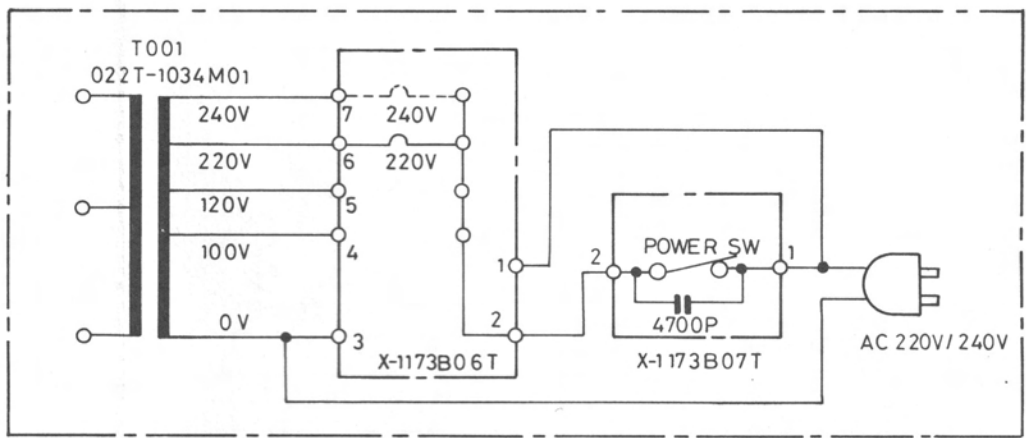 T001
022T-1034M01
240V
220V
120V
100V
0V
7
6
5
4
3
240V
220V
1
2
X-1173B06T
2
POWER SW
1
4700P
X-1173B07T
AC 220V/240V